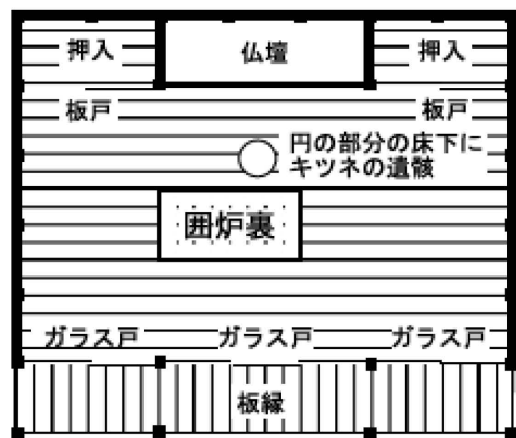 押入
仏壇
押入
板戸
板戸
円の部分の床下に
キツネの遺骸
囲炉裏
ガラス戸
ガラス戸
ガラス戸
板縁